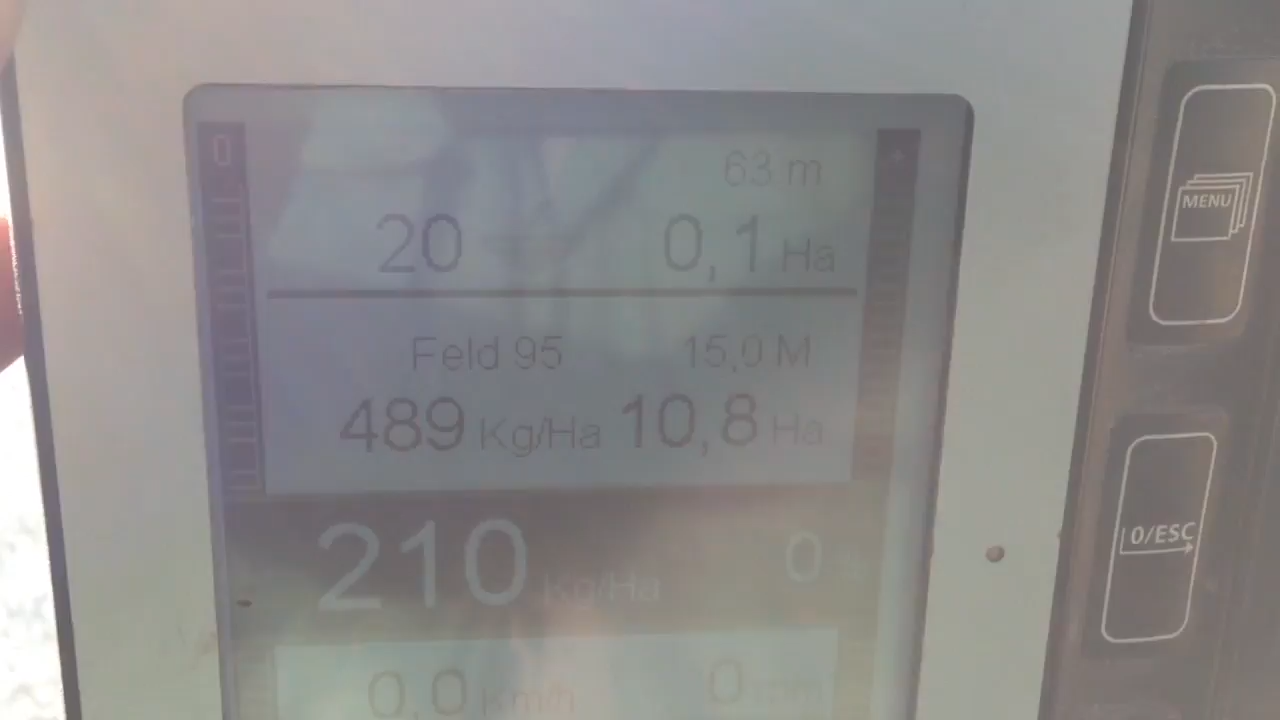 0
63 m
20 0,1 Ha
Feld 95 15,0 M
489 Kg/Ha 10,8 Ha
210 Kg/Ha 0
0,0 Km/h 0
MENU
0/ESC